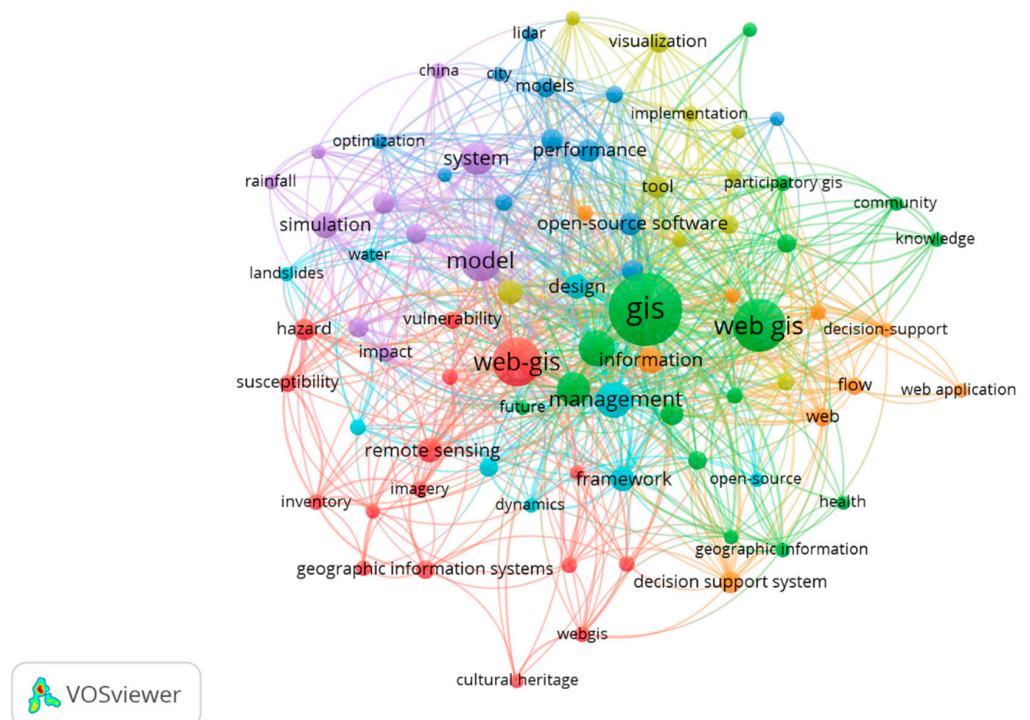 lidar
visualization
china
city
models
implementation
optimization
performance
system
rainfall
tool
participatory gis
community
simulation
open-source software
knowledge
water
model
landslides
design
gis
web gis
vulnerability
hazard
decision-support
impact
web-gis
information
susceptibility
flow
web application
management
future
web
remote sensing
framework
open-source
imagery
inventory
dynamics
health
geographic information
geographic information systems
decision support system
webgis
cultural heritage
VOSviewer